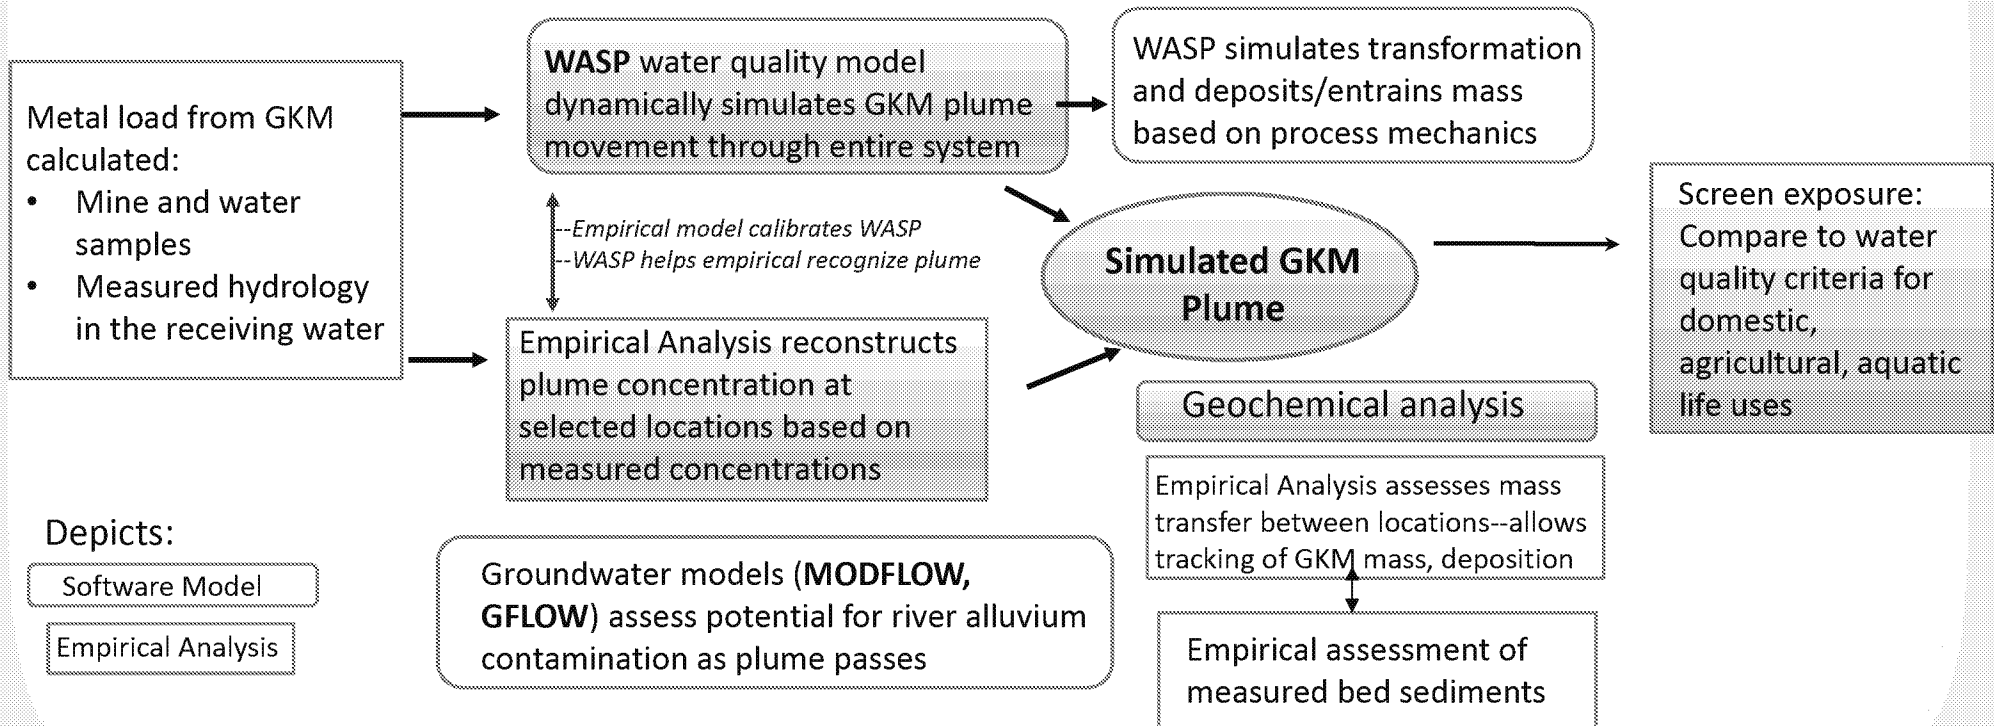 Metal load from GKM
calculated:
• Mine and water
samples
• Measured hydrology
in the receiving water
WASP water quality model
dynamically simulates GKM plume
movement through entire system
WASP simulates transformation
and deposits/entrains mass
based on process mechanics
--Empirical model calibrates WASP
--WASP helps empirical recognize plume
Empirical Analysis reconstructs
plume concentration at
selected locations based on
measured concentrations
Simulated GKM
Plume
Screen exposure:
Compare to water
quality criteria for
domestic,
agricultural, aquatic
life uses
Geochemical analysis
Empirical Analysis assesses mass
transfer between locations--allows
tracking of GKM mass, deposition
Empirical assessment of
measured bed sediments
Groundwater models (MODFLOW,
GFLOW) assess potential for river alluvium
contamination as plume passes
Depicts:
Software Model
Empirical Analysis